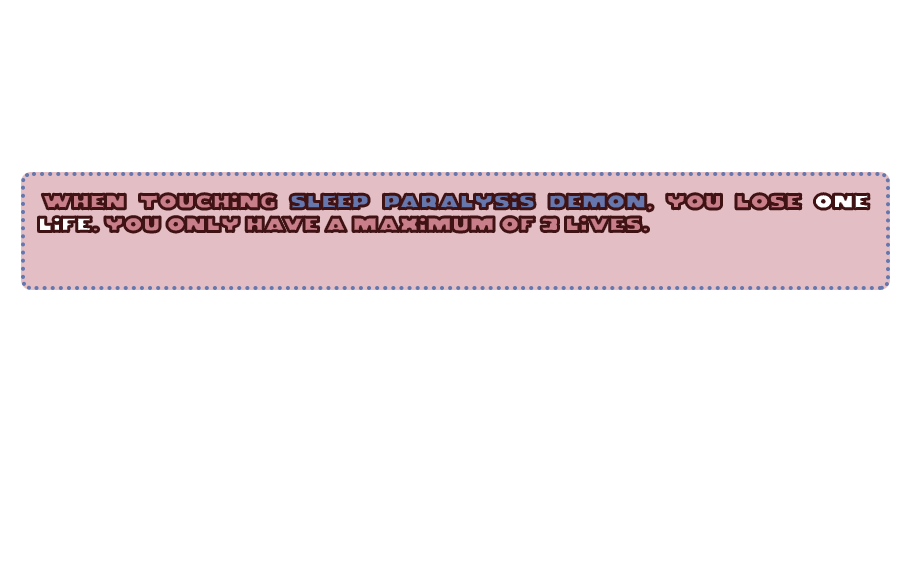 WHEN TOUCHiNG SLEEP PARALYSiS DEMON, YOU LOSE ONE
LiFE. YOU ONLY HAVE A MAXiMUM OF 3 LiVES.